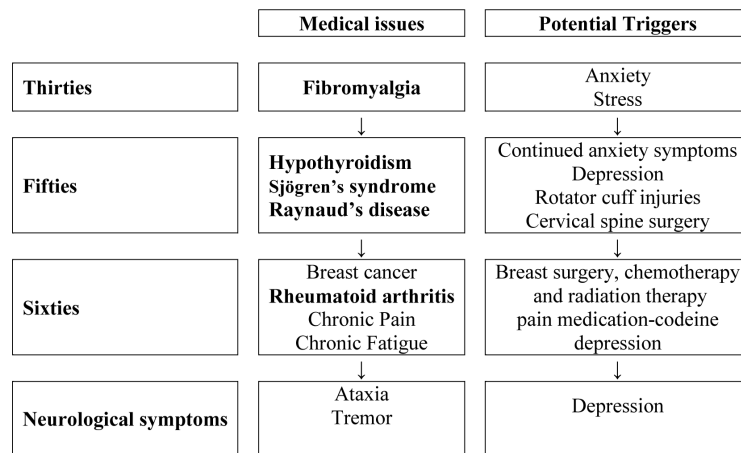 Medical issues
Potential Triggers
Thirties
Fibromyalgia
Anxiety
Stress
↓
↓
Fifties
Hypothyroidism
Sjögren's syndrome
Raynaud's disease
Continued anxiety symptoms
Depression
Rotator cuff injuries
Cervical spine surgery
↓
↓
Sixties
Breast cancer
Rheumatoid arthritis
Chronic Pain
Chronic Fatigue
Breast surgery, chemotherapy
and radiation therapy
pain medication-codeine
depression
↓
↓
Neurological symptoms
Ataxia
Tremor
Depression